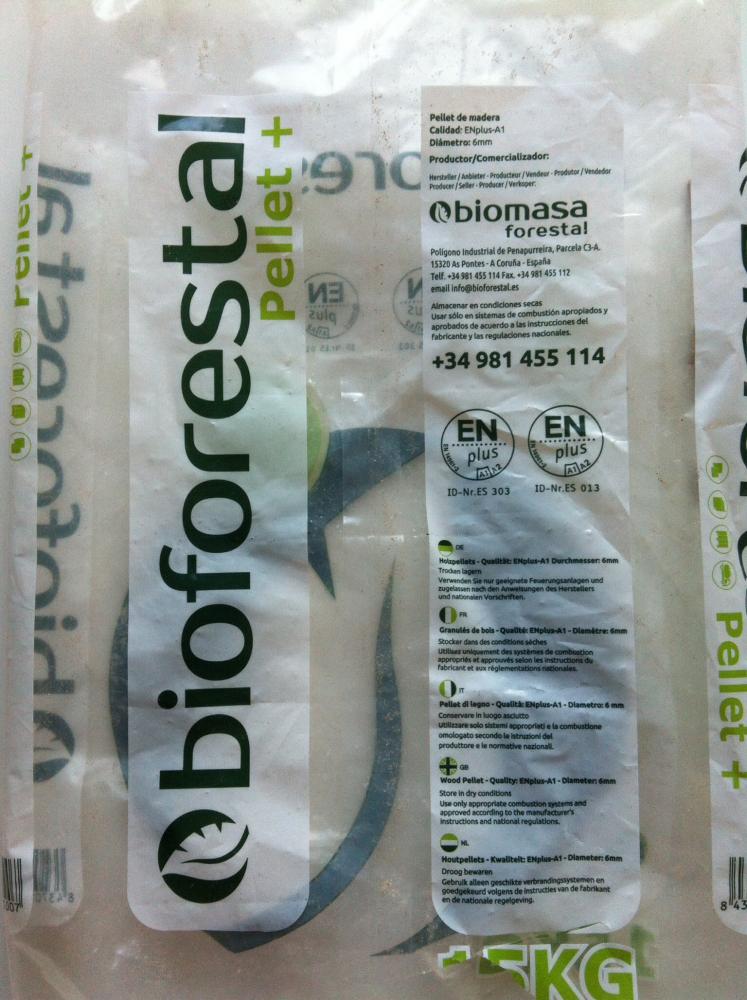 bioforestal
Pellet +
Pellet de madera
Calidad: ENplus-A1
Diámetro: 6mm
Productor/Comercializador:
Hersteller / Anbieter - Producteur / Vendeur - Produtor / Vendedor
Producer / Seller - Producer / Verkoper:
biomasa
forestal
Polígono Industrial de Penapurreira, Parcela C3-A.
15320 As Pontes - A Coruña - España
Telf. +34 981 455 114 Fax. +34 981 455 112
email info@bioforestal.es
Almacenar en condiciones secas
Usar sólo en sistemas de combustión apropiados y
aprobados de acuerdo a las instrucciones del
fabricante y las regulaciones nacionales.
+34 981 455 114
EN
plus
A1 A2
ID-Nr.ES 303
EN
plus
A1 A2
ID-Nr.ES 013
DE
Holzpellets - Qualität: ENplus-A1 Durchmesser: 6mm
Trocken lagern
Verwenden Sie nur geeignete Feuerungsanlagen und
zugelassen nach den Anweisungen des Herstellers
und nationalen Vorschriften.
FR
Granulés de bois - Qualité: ENplus-A1 - Diamètre: 6mm
Stocker dans des conditions sèches
Utilisez uniquement des systèmes de combustion
appropriés et approuvés selon les instructions du
fabricant et aux réglementations nationales.
IT
Pellet di legno - Qualità: ENplus-A1 - Diametro: 6 mm
Conservare in luogo asciutto
Utilizzare solo sistemi appropriati e la combustione
omologato secondo le istruzioni del
produttore e le normative nazionali.
GB
Wood Pellet - Quality: ENplus-A1 - Diameter: 6mm
Store in dry conditions
Use only appropriate combustion systems and
approved according to the manufacturer's
instructions and national regulations.
NL
Houtpellets - Kwaliteit: ENplus-A1 - Diameter: 6mm
Droog bewaren
Gebruik alleen geschikte verbrandingssystemen en
goedgekeurd volgens de instructies van de fabrikant
en de nationale regelgeving.
15KG
Pellet +
Pellet +